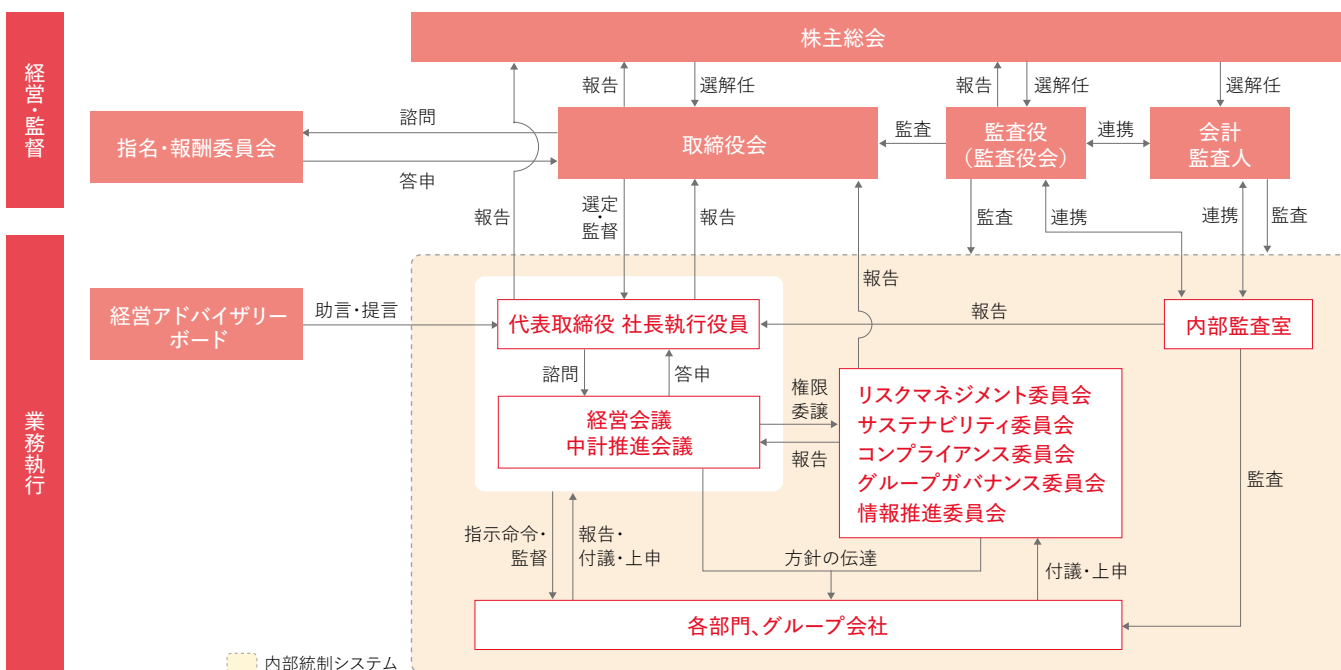 経営・監督
株主総会
報告
選解任
報告
選解任
選解任
指名・報酬委員会
諮問
答申
取締役会
監査
監査役
（監査役会）
連携
会計
監査人
報告
選定・
監督
報告
監査
連携
連携
監査
業務執行
経営アドバイザリー
ボード
助言・提言
代表取締役 社長執行役員
報告
報告
内部監査室
諮問
答申
経営会議
中計推進会議
権限
委譲
報告
リスクマネジメント委員会
サステナビリティ委員会
コンプライアンス委員会
グループガバナンス委員会
情報推進委員会
監査
指示命令・
監督
報告・
付議・上申
方針の伝達
付議・上申
各部門、グループ会社
内部統制システム